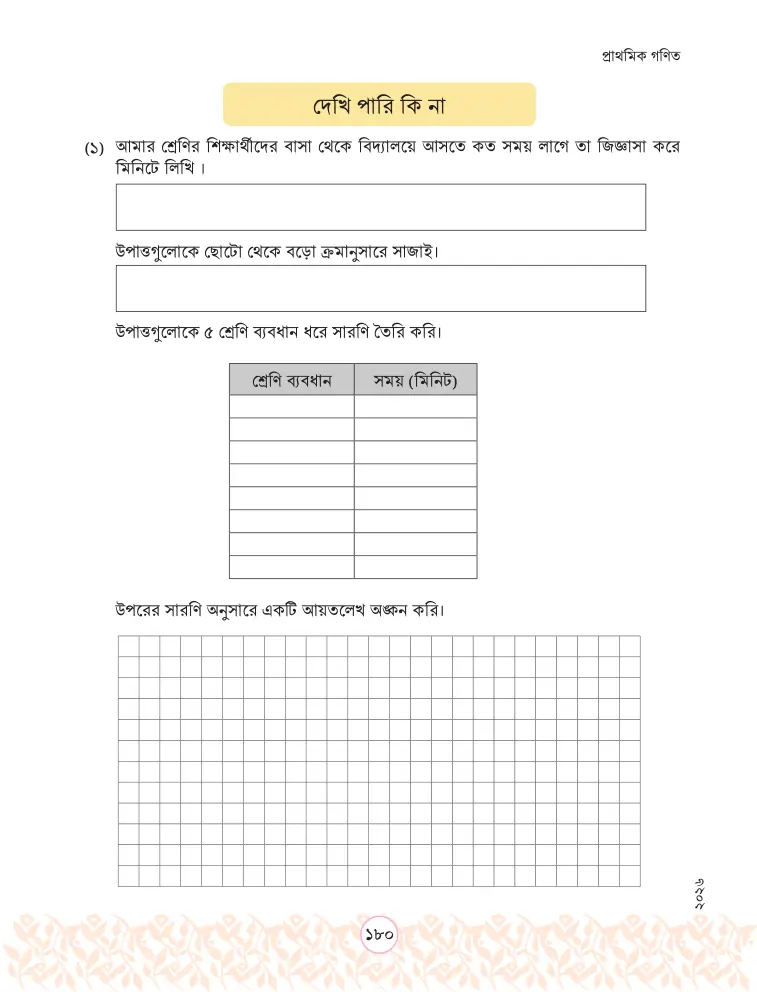 প্রাথমিক গণিত
দেখি পারি কি না
(১) আমার শ্রেণির শিক্ষার্থীদের বাসা থেকে বিদ্যালয়ে আসতে কত সময় লাগে তা জিজ্ঞাসা করে
মিনিটে লিখি ।
উপাত্তগুলোকে ছোটো থেকে বড়ো ক্রমানুসারে সাজাই।
উপাত্তগুলোকে ৫ শ্রেণি ব্যবধান ধরে সারণি তৈরি করি।
শ্রেণি ব্যবধান সময় (মিনিট)
উপরের সারণি অনুসারে একটি আয়তলেখ অঙ্কন করি।
২০২৬
১৮০